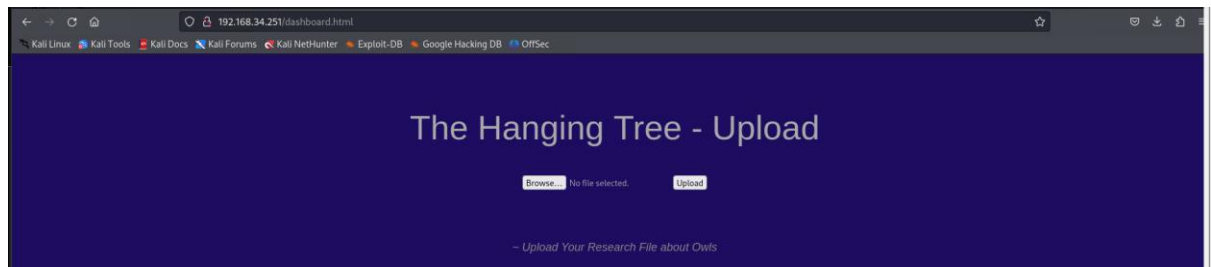 192.168.34.251/dashboard.html
Kali Linux Kali Tools Kali Docs Kali Forums Kali NetHunter Exploit-DB Google Hacking DB OffSec
The Hanging Tree - Upload
Browse... No file selected. Upload
~ Upload Your Research File about Owls